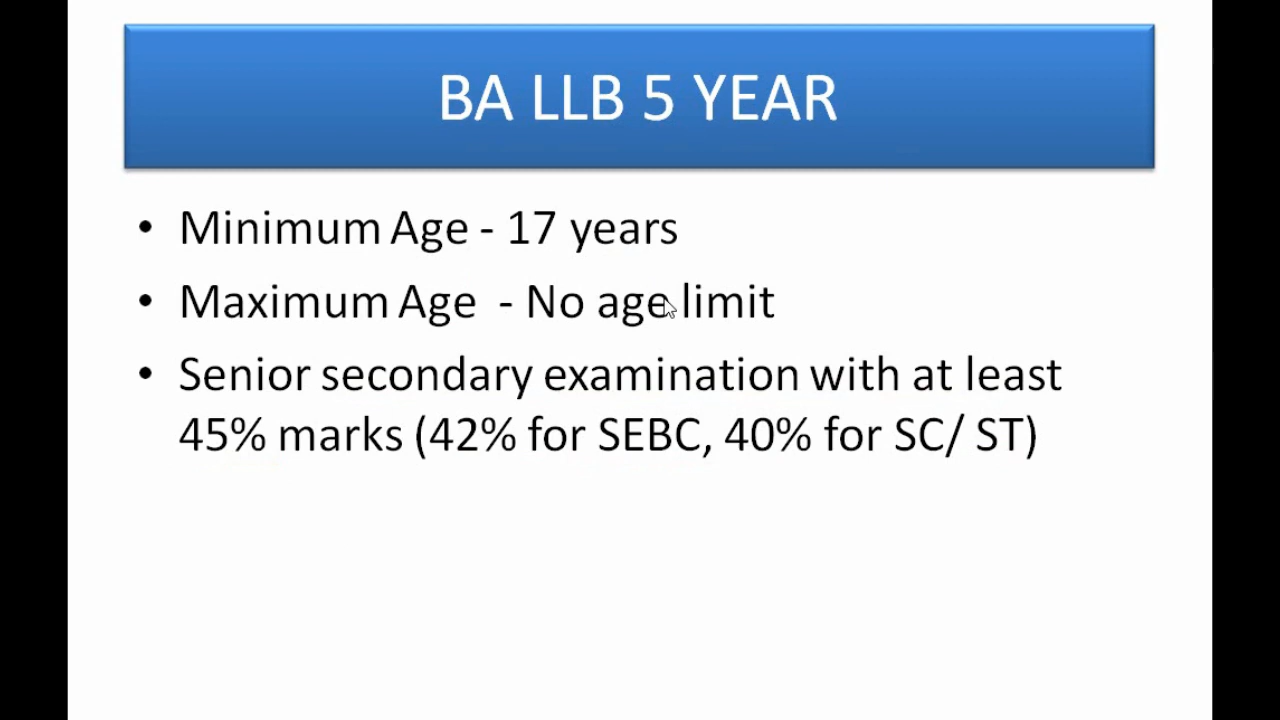 BA LLB 5 YEAR
• Minimum Age - 17 years
• Maximum Age - No age limit
• Senior secondary examination with at least
45% marks (42% for SEBC, 40% for SC/ ST)